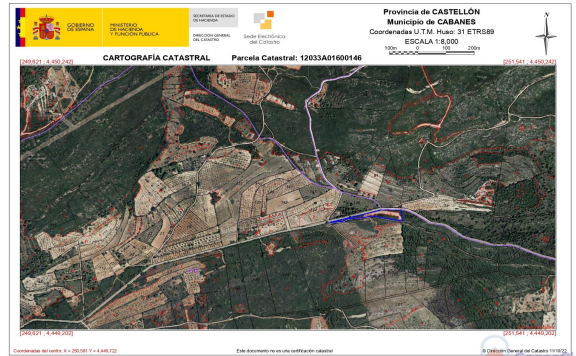 GOBIERNO
DE ESPAÑA
MINISTERIO
DE HACIENDA
Y FUNCIÓN PÚBLICA
SECRETARÍA DE ESTADO
DE HACIENDA
DIRECCIÓN GENERAL
DEL CATASTRO
Sede Electrónica
del Catastro
Provincia de CASTELLÓN
Municipio de CABANES
Coordenadas U.T.M. Huso: 31 ETRS89
ESCALA 1:8,000
100m 0 100 200m
N
[249,621 ; 4,450,242]
CARTOGRAFÍA CATASTRAL
Parcela Catastral: 12033A01600146
[251,541 ; 4,450,242]
[249,621 ; 4,449,202]
[251,541 ; 4,449,202]
Coordenadas del centro: X = 250,581 Y = 4,449,722
Este documento no es una certificación catastral
© Dirección General del Catastro 11/10/22